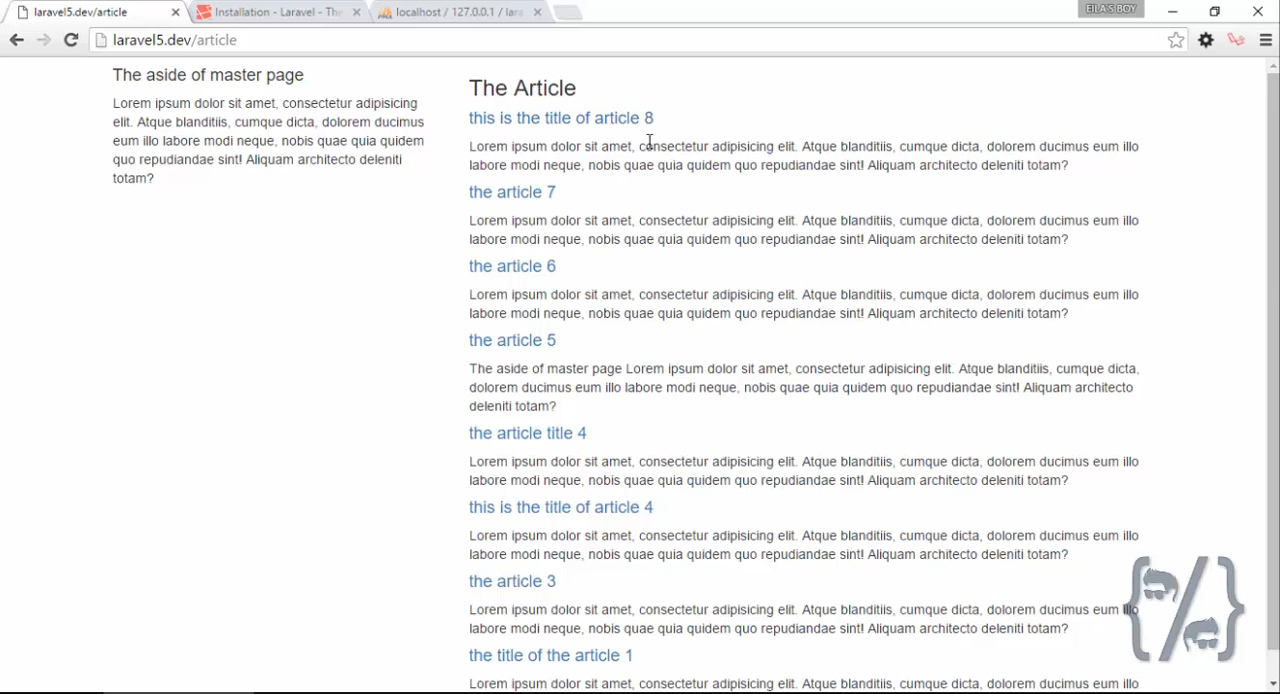 laravel5.dev/article
Installation - Laravel - The
localhost / 127.0.0.1 / lara
EILA'S BOY
laravel5.dev/article
The aside of master page
Lorem ipsum dolor sit amet, consectetur adipisicing
elit. Atque blanditiis, cumque dicta, dolorem ducimus
eum illo labore modi neque, nobis quae quia quidem
quo repudiandae sint! Aliquam architecto deleniti
totam?
The Article
this is the title of article 8
Lorem ipsum dolor sit amet, consectetur adipisicing elit. Atque blanditiis, cumque dicta, dolorem ducimus eum illo
labore modi neque, nobis quae quia quidem quo repudiandae sint! Aliquam architecto deleniti totam?
the article 7
Lorem ipsum dolor sit amet, consectetur adipisicing elit. Atque blanditiis, cumque dicta, dolorem ducimus eum illo
labore modi neque, nobis quae quia quidem quo repudiandae sint! Aliquam architecto deleniti totam?
the article 6
Lorem ipsum dolor sit amet, consectetur adipisicing elit. Atque blanditiis, cumque dicta, dolorem ducimus eum illo
labore modi neque, nobis quae quia quidem quo repudiandae sint! Aliquam architecto deleniti totam?
the article 5
The aside of master page Lorem ipsum dolor sit amet, consectetur adipisicing elit. Atque blanditiis, cumque dicta,
dolorem ducimus eum illo labore modi neque, nobis quae quia quidem quo repudiandae sint! Aliquam architecto
deleniti totam?
the article title 4
Lorem ipsum dolor sit amet, consectetur adipisicing elit. Atque blanditiis, cumque dicta, dolorem ducimus eum illo
labore modi neque, nobis quae quia quidem quo repudiandae sint! Aliquam architecto deleniti totam?
this is the title of article 4
Lorem ipsum dolor sit amet, consectetur adipisicing elit. Atque blanditiis, cumque dicta, dolorem ducimus eum illo
labore modi neque, nobis quae quia quidem quo repudiandae sint! Aliquam architecto deleniti totam?
the article 3
Lorem ipsum dolor sit amet, consectetur adipisicing elit. Atque blanditiis, cumque dicta, dolorem ducimus eum illo
labore modi neque, nobis quae quia quidem quo repudiandae sint! Aliquam architecto deleniti totam?
the title of the article 1
Lorem ipsum dolor sit amet, consectetur adipisicing elit. Atque blanditiis, cumque dicta, dolorem ducimus eum illo